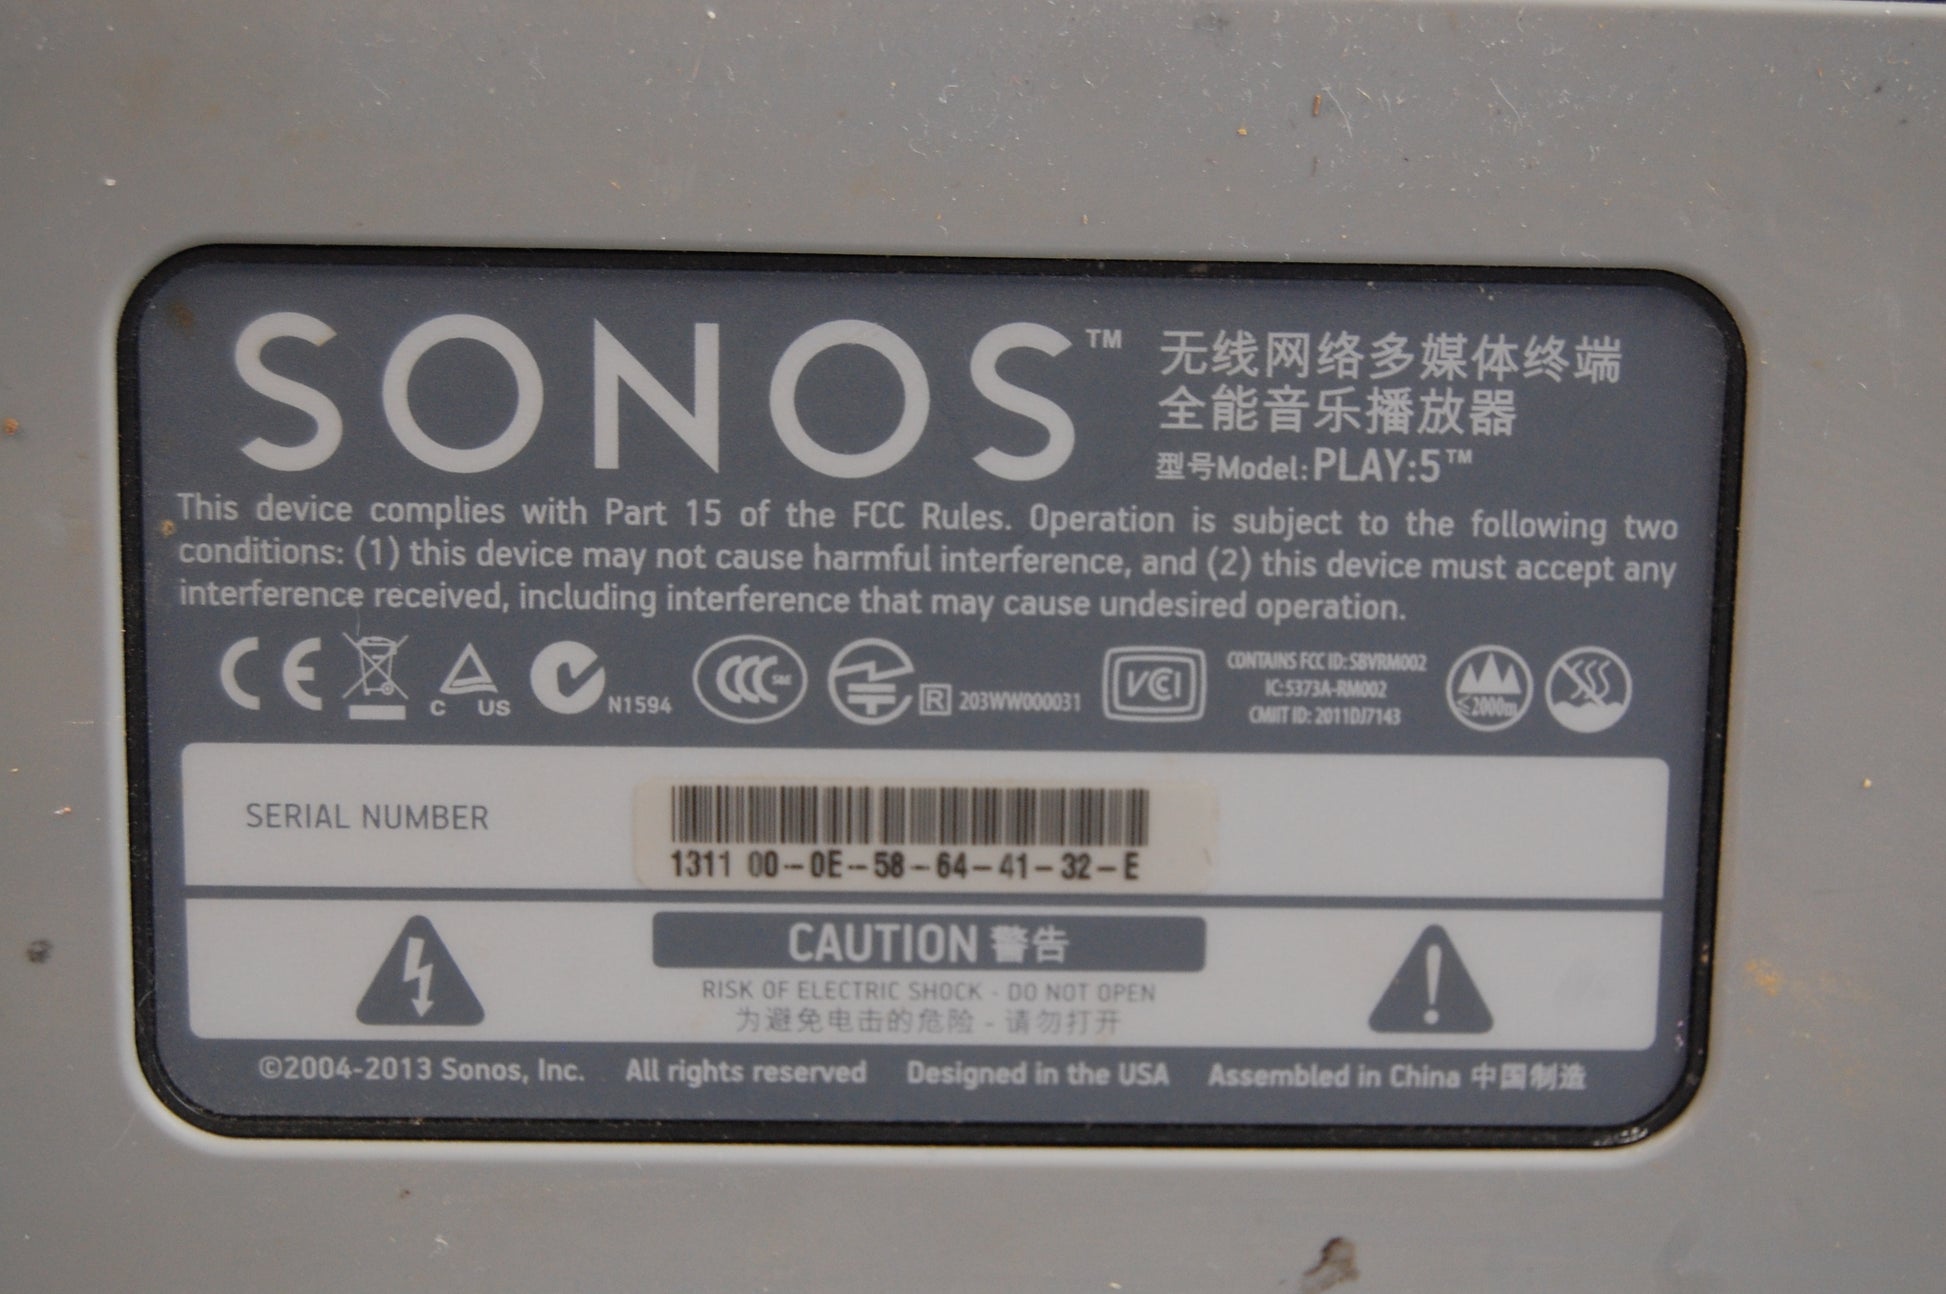 SONOS™
无线网络多媒体终端
全能音乐播放器
型号Model: PLAY:5™
This device complies with Part 15 of the FCC Rules. Operation is subject to the following two
conditions: (1) this device may not cause harmful interference, and (2) this device must accept any
interference received, including interference that may cause undesired operation.
CE
C US
N1594
CCC S&E
R 203WW000031
VCCI
CONTAINS FCC ID: SBVRM002
IC: 5373A-RM002
CMIIT ID: 2011DJ7143
≤2000m
SERIAL NUMBER
1311 00-0E-58-64-41-32-E
CAUTION 警告
RISK OF ELECTRIC SHOCK - DO NOT OPEN
为避免电击的危险 - 请勿打开
©2004-2013 Sonos, Inc. All rights reserved Designed in the USA Assembled in China 中国制造